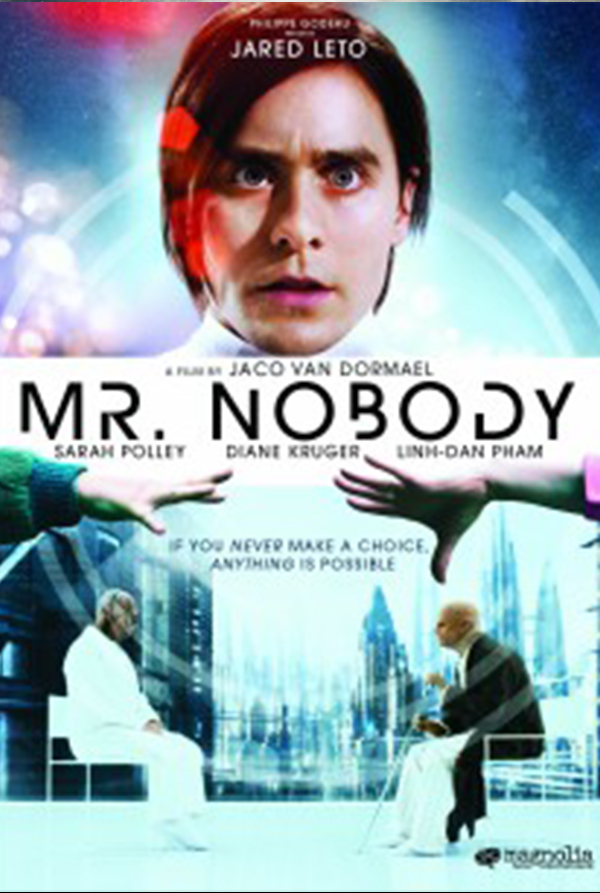 PHILIPPE GODEAU
JARED LETO
A FILM BY JACO VAN DORMAEL
MR. NOBODY
SARAH POLLEY DIANE KRUGER LINH-DAN PHAM
IF YOU NEVER MAKE A CHOICE,
ANYTHING IS POSSIBLE
magnolia